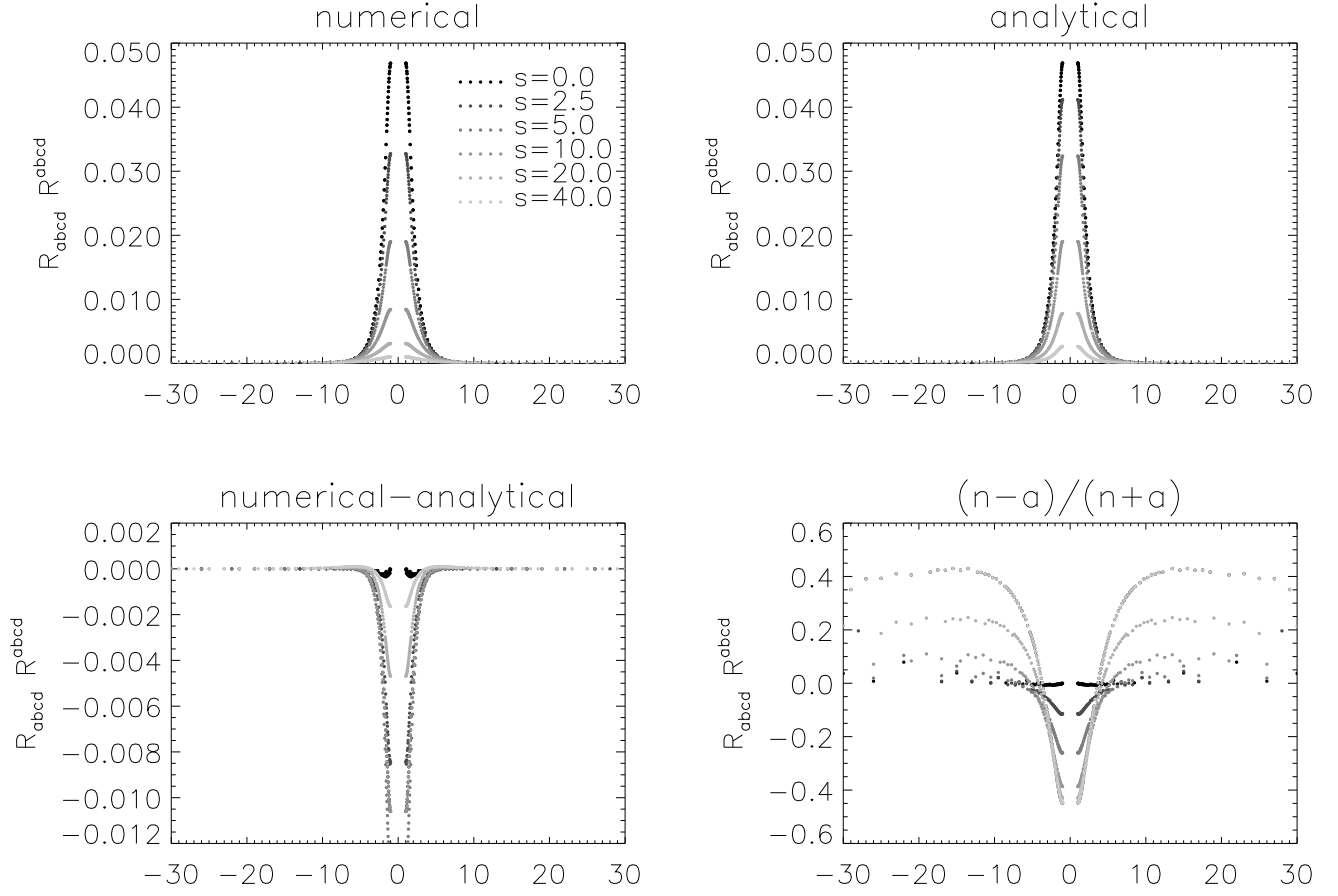 numerical
0.050
0.040
0.030
0.020
0.010
0.000
R_abcd R^abcd
s=0.0
s=2.5
s=5.0
s=10.0
s=20.0
s=40.0
−30 −20 −10 0 10 20 30
analytical
0.050
0.040
0.030
0.020
0.010
0.000
R_abcd R^abcd
−30 −20 −10 0 10 20 30
numerical−analytical
0.002
0.000
−0.002
−0.004
−0.006
−0.008
−0.010
−0.012
R_abcd R^abcd
−30 −20 −10 0 10 20 30
(n−a)/(n+a)
0.6
0.4
0.2
0.0
−0.2
−0.4
−0.6
R_abcd R^abcd
−30 −20 −10 0 10 20 30